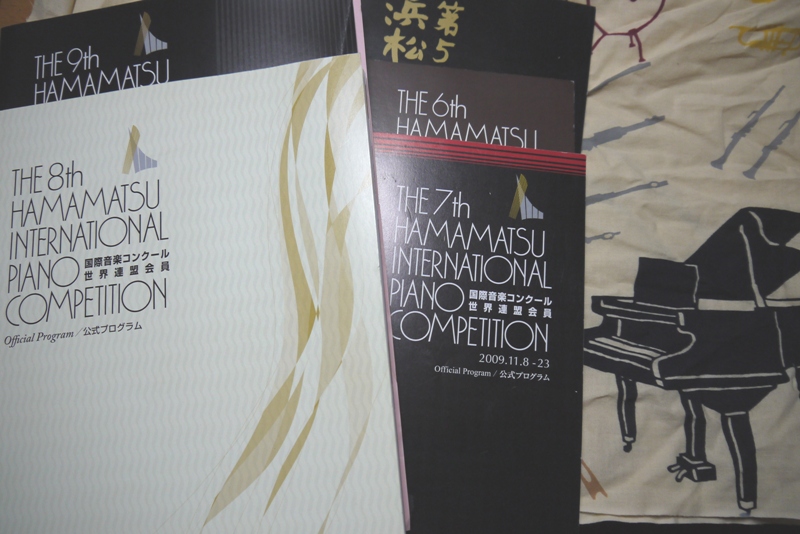 THE 9th
HAMAMATSU
第5
浜松
THE 6th
HAMAMATSU
THE 8th
HAMAMATSU
INTERNATIONAL
PIANO 国際音楽コンクール
世界連盟会員
COMPETITION
Official Program / 公式プログラム
THE 7th
HAMAMATSU
INTERNATIONAL
PIANO 国際音楽コンクール
世界連盟会員
COMPETITION
2009.11.8 - 23
Official Program / 公式プログラム